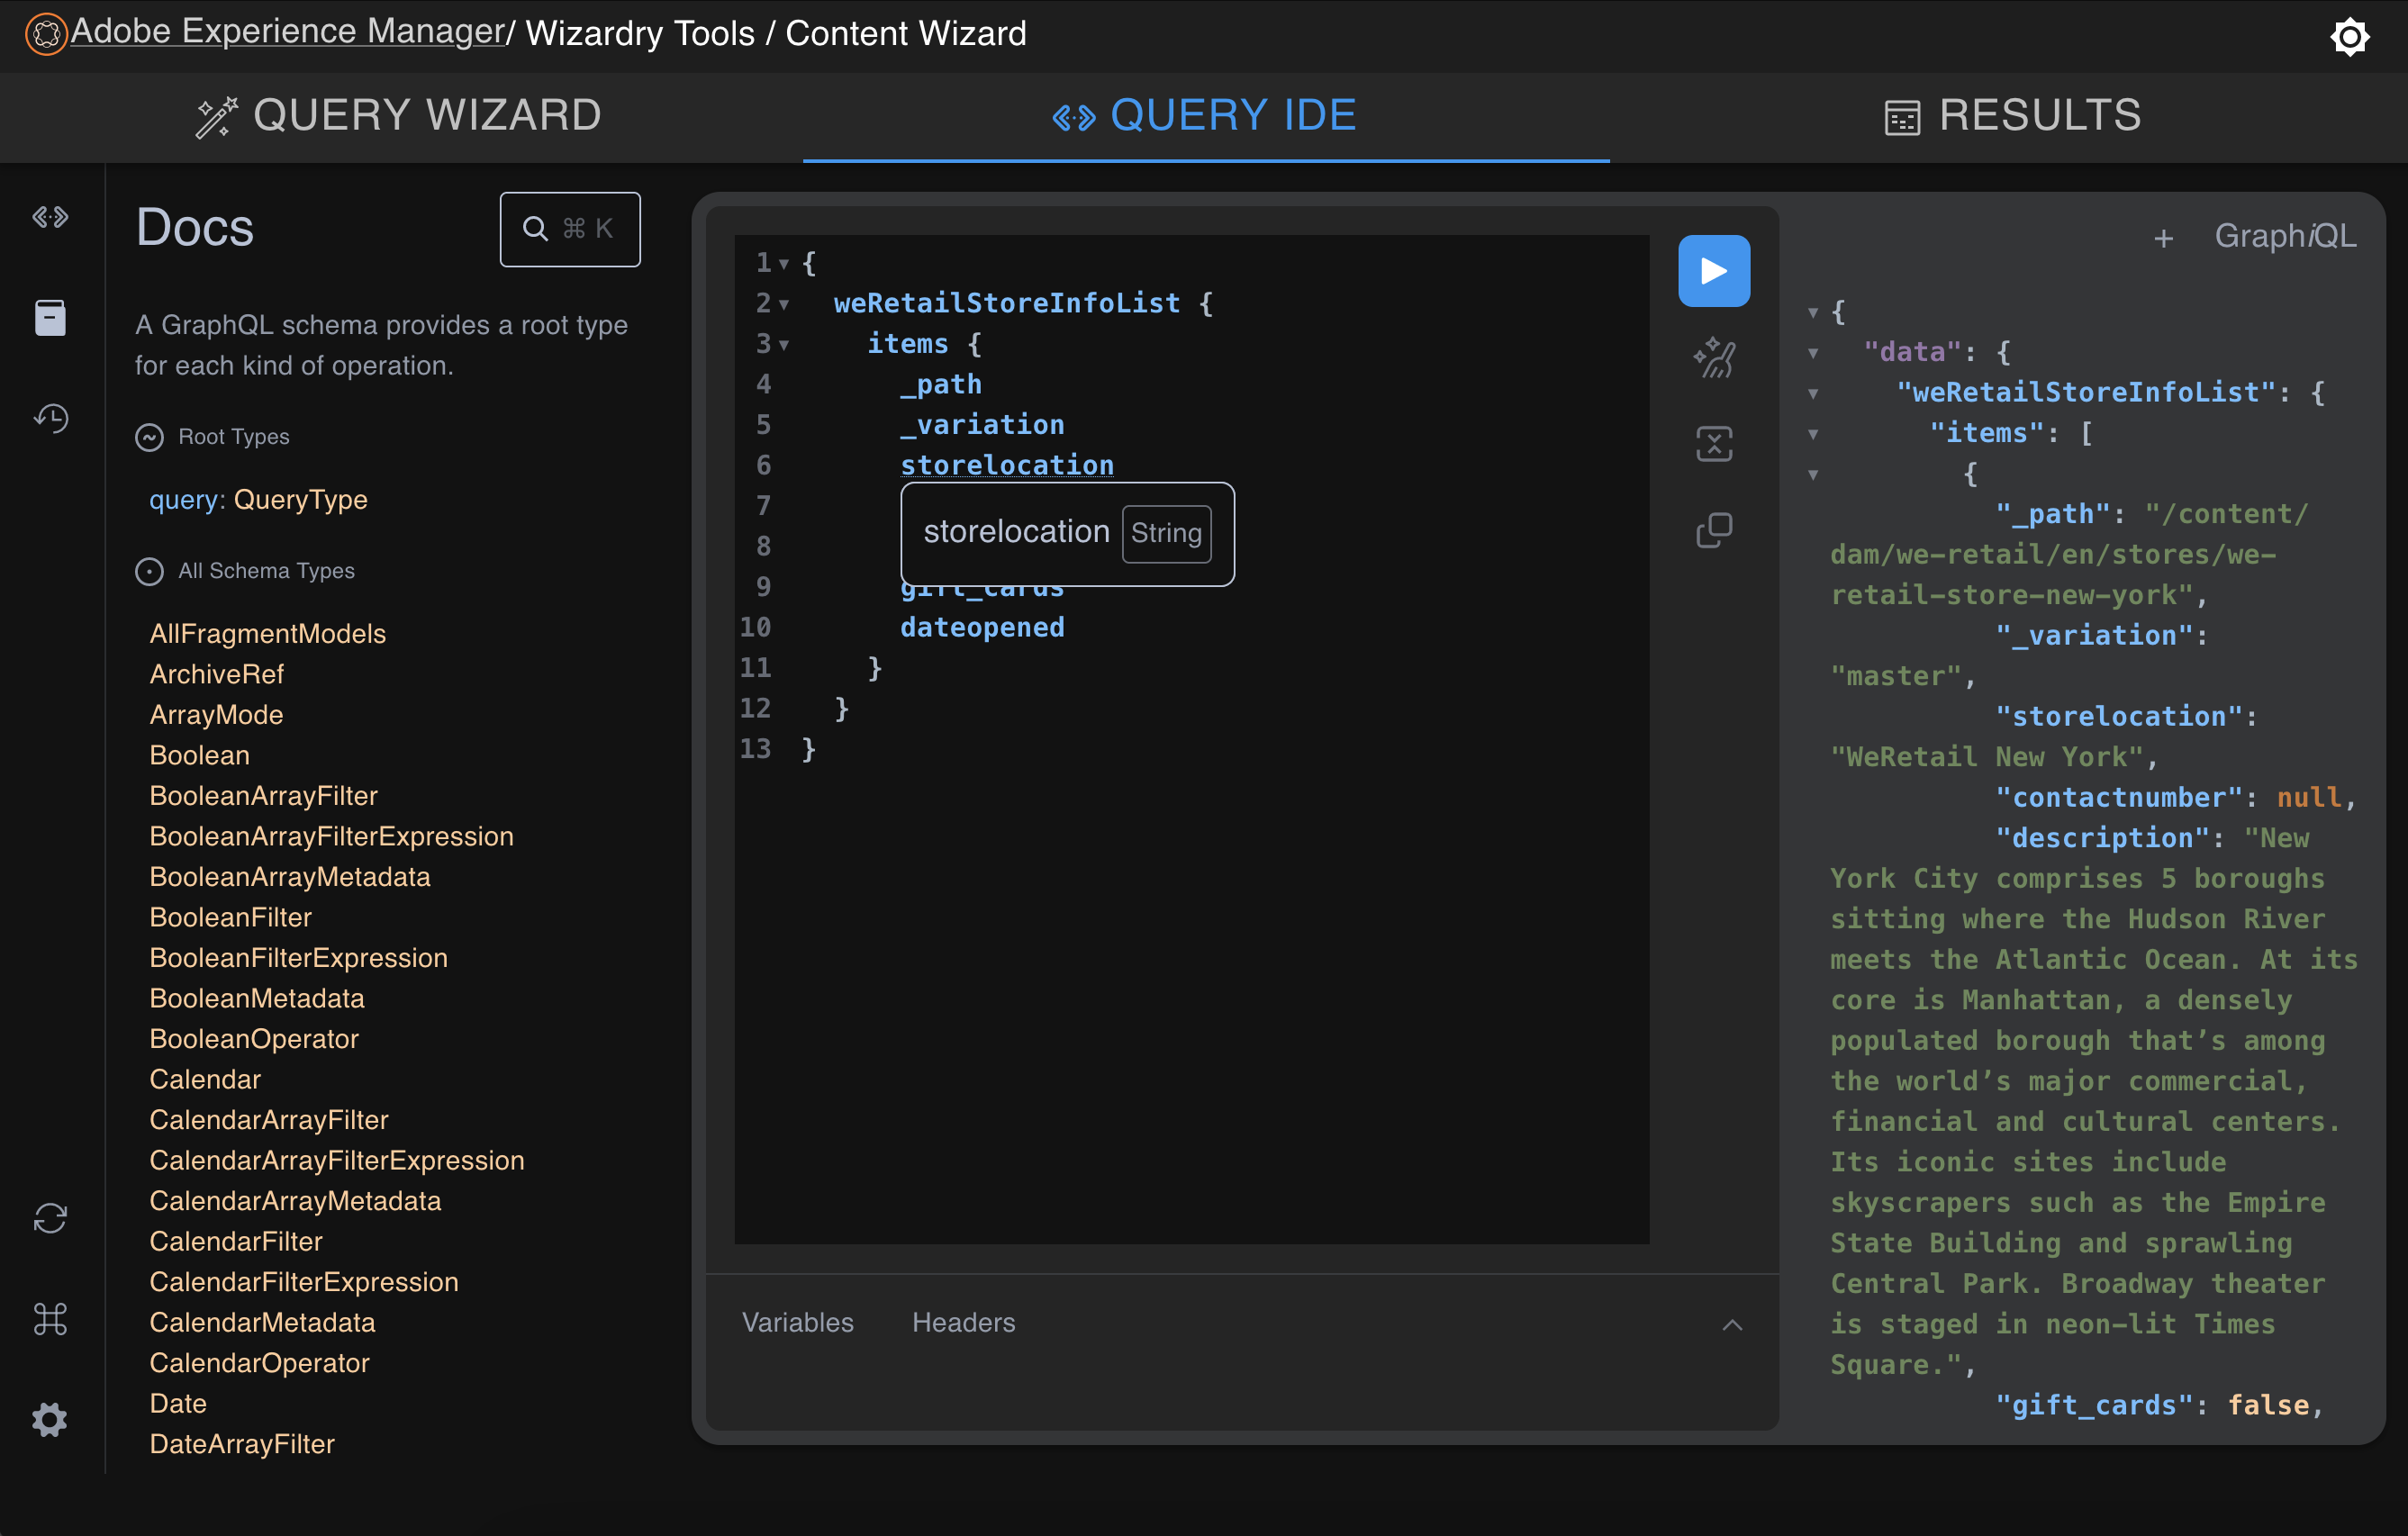 Adobe Experience Manager / Wizardry Tools / Content Wizard
QUERY WIZARD
QUERY IDE
RESULTS
Docs
⌘ K
A GraphQL schema provides a root type
for each kind of operation.
Root Types
query: QueryType
All Schema Types
AllFragmentModels
ArchiveRef
ArrayMode
Boolean
BooleanArrayFilter
BooleanArrayFilterExpression
BooleanArrayMetadata
BooleanFilter
BooleanFilterExpression
BooleanMetadata
BooleanOperator
Calendar
CalendarArrayFilter
CalendarArrayFilterExpression
CalendarArrayMetadata
CalendarFilter
CalendarFilterExpression
CalendarMetadata
CalendarOperator
Date
DateArrayFilter
1 {
2 weRetailStoreInfoList {
3 items {
4 _path
5 _variation
6 storelocation
7
8
storelocation String
9 gift_cards
10 dateopened
11 }
12 }
13 }
Variables Headers
+ GraphiQL
{
"data": {
"weRetailStoreInfoList": {
"items": [
{
"_path": "/content/
dam/we-retail/en/stores/we-
retail-store-new-york",
"_variation":
"master",
"storelocation":
"WeRetail New York",
"contactnumber": null,
"description": "New
York City comprises 5 boroughs
sitting where the Hudson River
meets the Atlantic Ocean. At its
core is Manhattan, a densely
populated borough that’s among
the world’s major commercial,
financial and cultural centers.
Its iconic sites include
skyscrapers such as the Empire
State Building and sprawling
Central Park. Broadway theater
is staged in neon-lit Times
Square.",
"gift_cards": false,